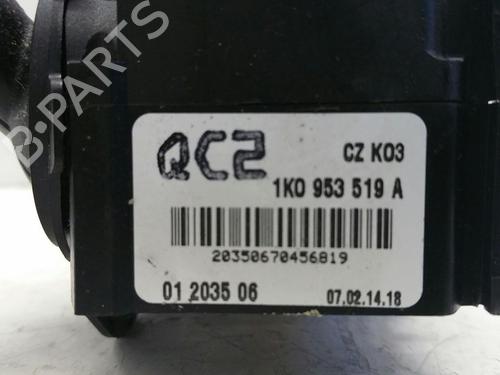 B-PARTS
QC2
CZ K03
1K0 953 519 A
20350670456819
01 2035 06
07.02.14.18